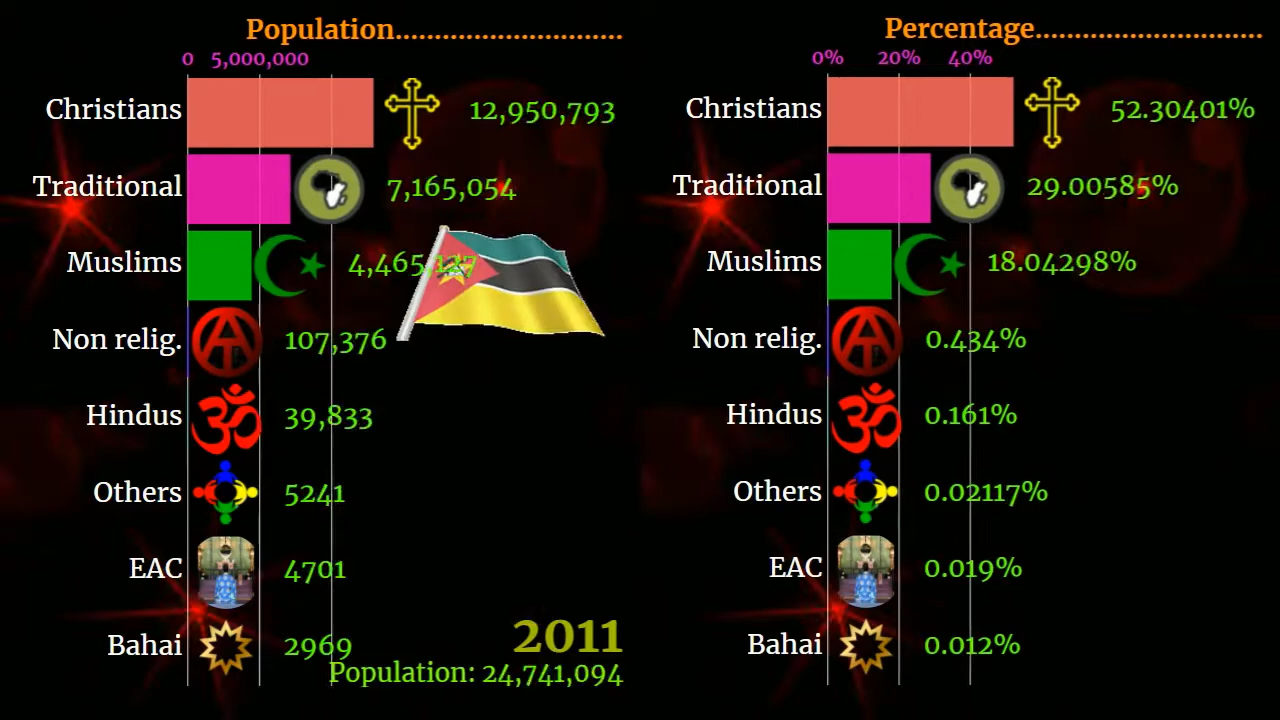 Population.............................
0 5,000,000
Christians 12,950,793
Traditional 7,165,054
Muslims 4,465,127
Non relig. 107,376
Hindus 39,833
Others 5241
EAC 4701
Bahai 2969
2011
Population: 24,741,094
Percentage.............................
0% 20% 40%
Christians 52.30401%
Traditional 29.00585%
Muslims 18.04298%
Non relig. 0.434%
Hindus 0.161%
Others 0.02117%
EAC 0.019%
Bahai 0.012%